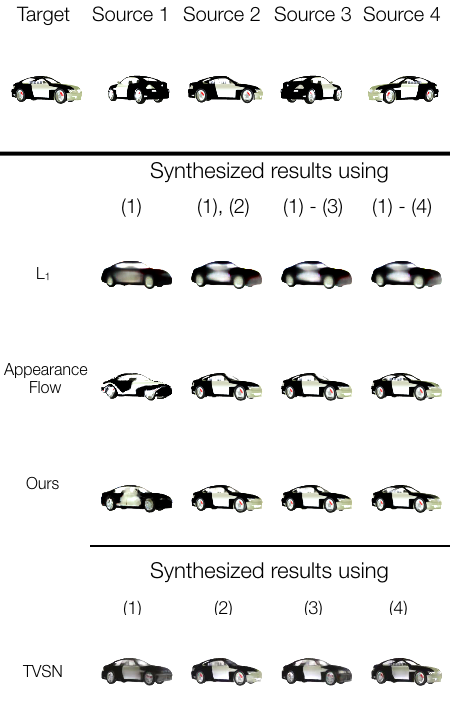 Target Source 1 Source 2 Source 3 Source 4
Synthesized results using
(1) (1), (2) (1) - (3) (1) - (4)
L₁
Appearance
Flow
Ours
Synthesized results using
(1) (2) (3) (4)
TVSN